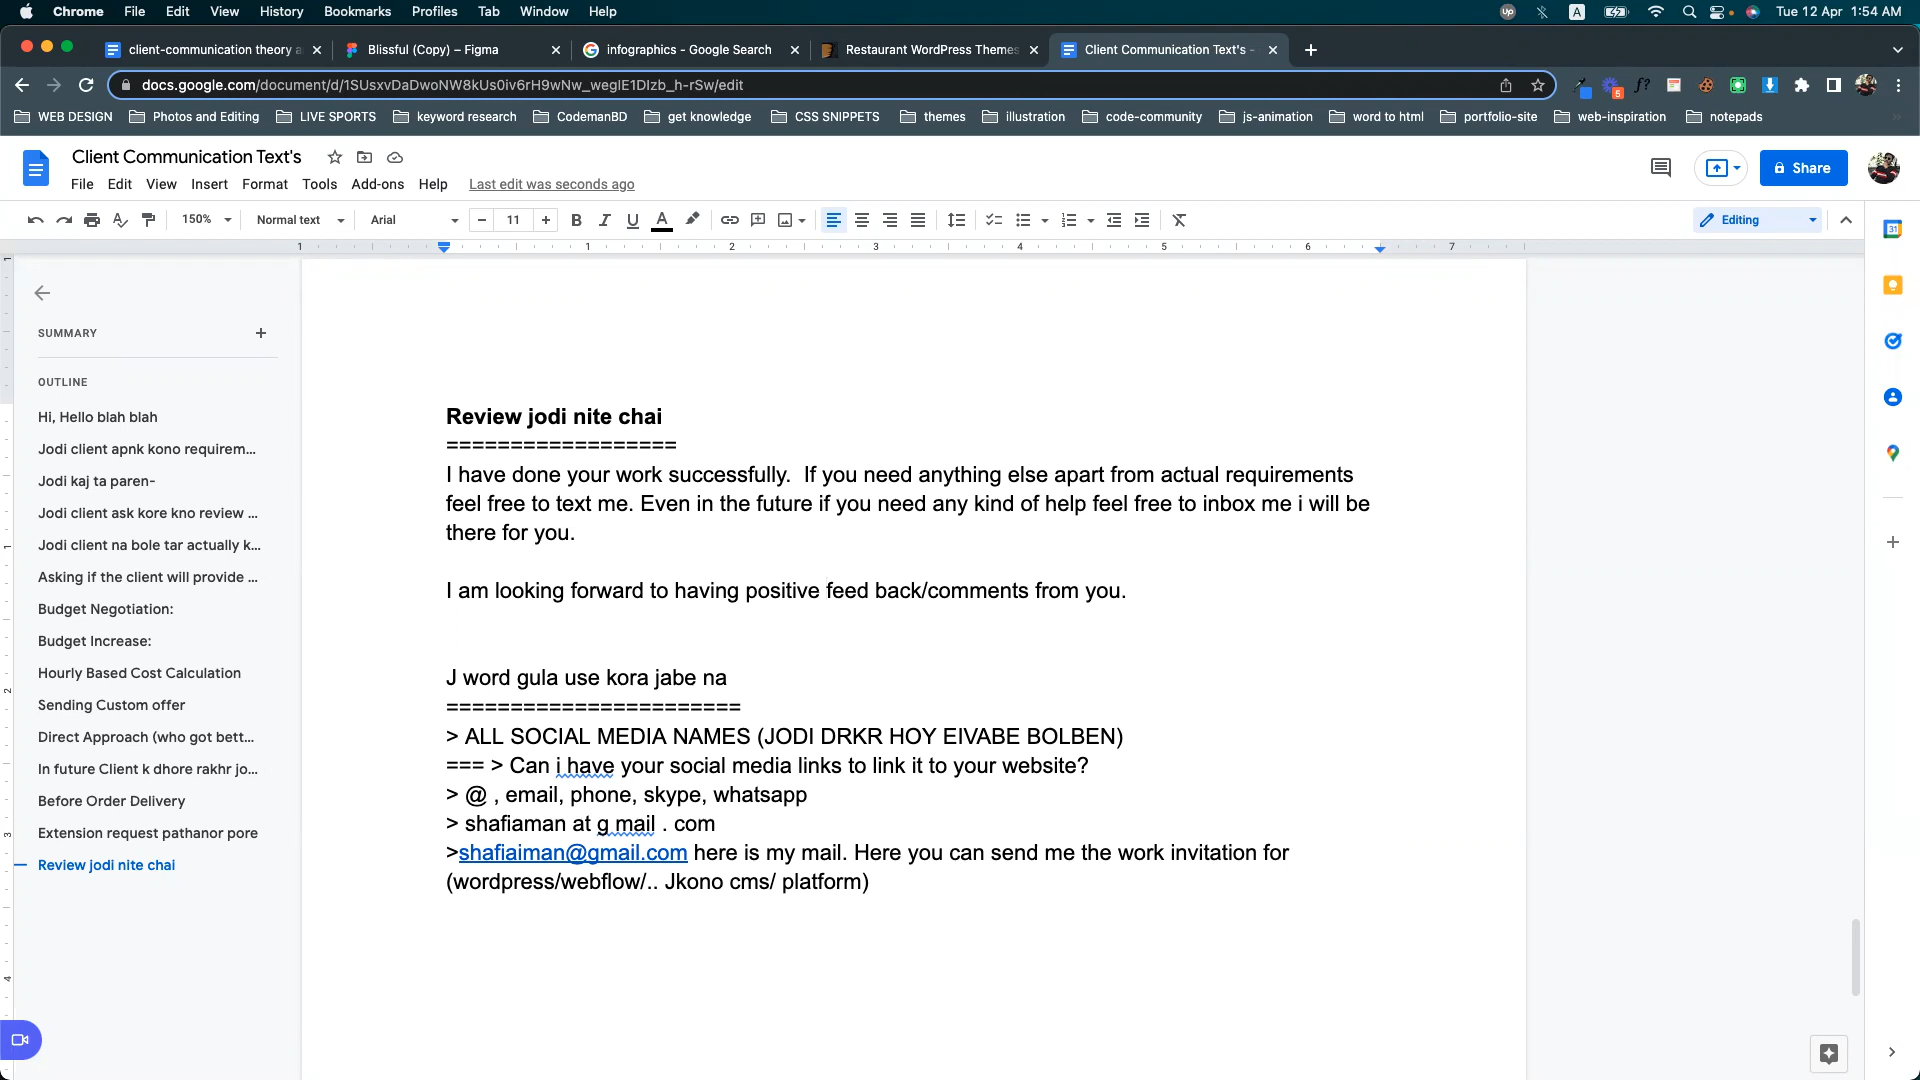 Chrome File Edit View History Bookmarks Profiles Tab Window Help
A Tue 12 Apr 1:54 AM
client-communication theory a
Blissful (Copy) – Figma
infographics - Google Search
Restaurant WordPress Themes
Client Communication Text's -
docs.google.com/document/d/1SUsxvDaDwoNW8kUs0iv6rH9wNw_wegIE1DIzb_h-rSw/edit
5
f?
WEB DESIGN Photos and Editing LIVE SPORTS keyword research CodemanBD get knowledge CSS SNIPPETS themes illustration code-community js-animation word to html portfolio-site web-inspiration notepads
Client Communication Text's
File Edit View Insert Format Tools Add-ons Help Last edit was seconds ago
Share
150% Normal text Arial 11 B I U A Editing
1 1 2 3 4 5 6 7
31
SUMMARY
OUTLINE
Hi, Hello blah blah
Jodi client apnk kono requirem...
Jodi kaj ta paren-
Jodi client ask kore kno review ...
Jodi client na bole tar actually k...
Asking if the client will provide ...
Budget Negotiation:
Budget Increase:
Hourly Based Cost Calculation
Sending Custom offer
Direct Approach (who got bett...
In future Client k dhore rakhr jo...
Before Order Delivery
Extension request pathanor pore
Review jodi nite chai
Review jodi nite chai
==================
I have done your work successfully.  If you need anything else apart from actual requirements
feel free to text me. Even in the future if you need any kind of help feel free to inbox me i will be
there for you.
I am looking forward to having positive feed back/comments from you.
J word gula use kora jabe na
=======================
> ALL SOCIAL MEDIA NAMES (JODI DRKR HOY EIVABE BOLBEN)
=== > Can i have your social media links to link it to your website?
> @ , email, phone, skype, whatsapp
> shafiaman at g mail . com
>shafiaiman@gmail.com here is my mail. Here you can send me the work invitation for
(wordpress/webflow/.. Jkono cms/ platform)